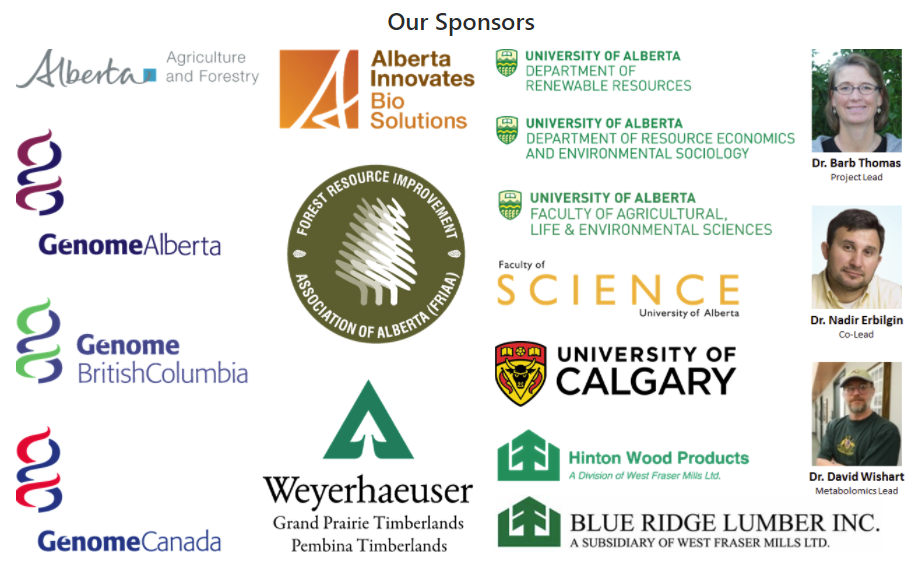 Our Sponsors
Alberta
Agriculture
and Forestry
GenomeAlberta
Genome
BritishColumbia
GenomeCanada
Alberta
Innovates
Bio
Solutions
FOREST RESOURCE IMPROVEMENT
ASSOCIATION OF ALBERTA (FRIAA)
Weyerhaeuser
Grand Prairie Timberlands
Pembina Timberlands
UNIVERSITY OF ALBERTA
DEPARTMENT OF
RENEWABLE RESOURCES
UNIVERSITY OF ALBERTA
DEPARTMENT OF RESOURCE ECONOMICS
AND ENVIRONMENTAL SOCIOLOGY
UNIVERSITY OF ALBERTA
FACULTY OF AGRICULTURAL,
LIFE & ENVIRONMENTAL SCIENCES
Faculty of
SCIENCE
University of Alberta
UNIVERSITY OF
CALGARY
Hinton Wood Products
A Division of West Fraser Mills Ltd.
BLUE RIDGE LUMBER INC.
A SUBSIDIARY OF WEST FRASER MILLS LTD.
Dr. Barb Thomas
Project Lead
Dr. Nadir Erbilgin
Co-Lead
Dr. David Wishart
Metabolomics Lead